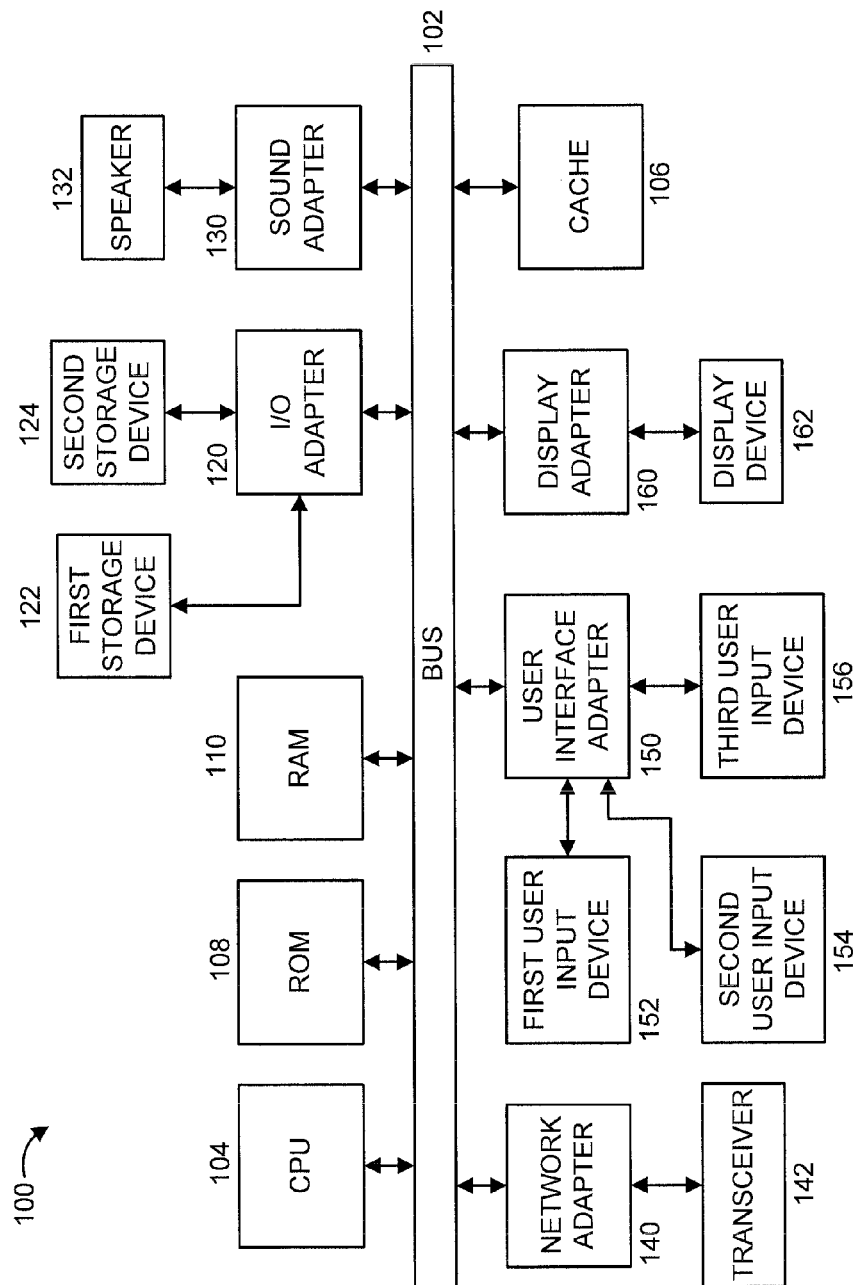 100
104
CPU
108
ROM
110
RAM
122
FIRST
STORAGE
DEVICE
124
SECOND
STORAGE
DEVICE
120
I/O
ADAPTER
132
SPEAKER
130
SOUND
ADAPTER
BUS
102
NETWORK
ADAPTER
140
TRANSCEIVER
142
FIRST USER
INPUT
DEVICE
152
SECOND
USER INPUT
DEVICE
154
USER
INTERFACE
ADAPTER
150
THIRD USER
INPUT
DEVICE
156
DISPLAY
ADAPTER
160
DISPLAY
DEVICE
162
CACHE
106